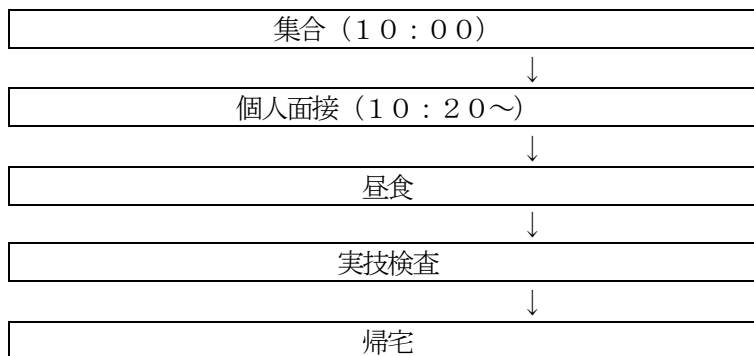 集合（１０：００）
↓
個人面接（１０：２０～）
↓
昼食
↓
実技検査
↓
帰宅